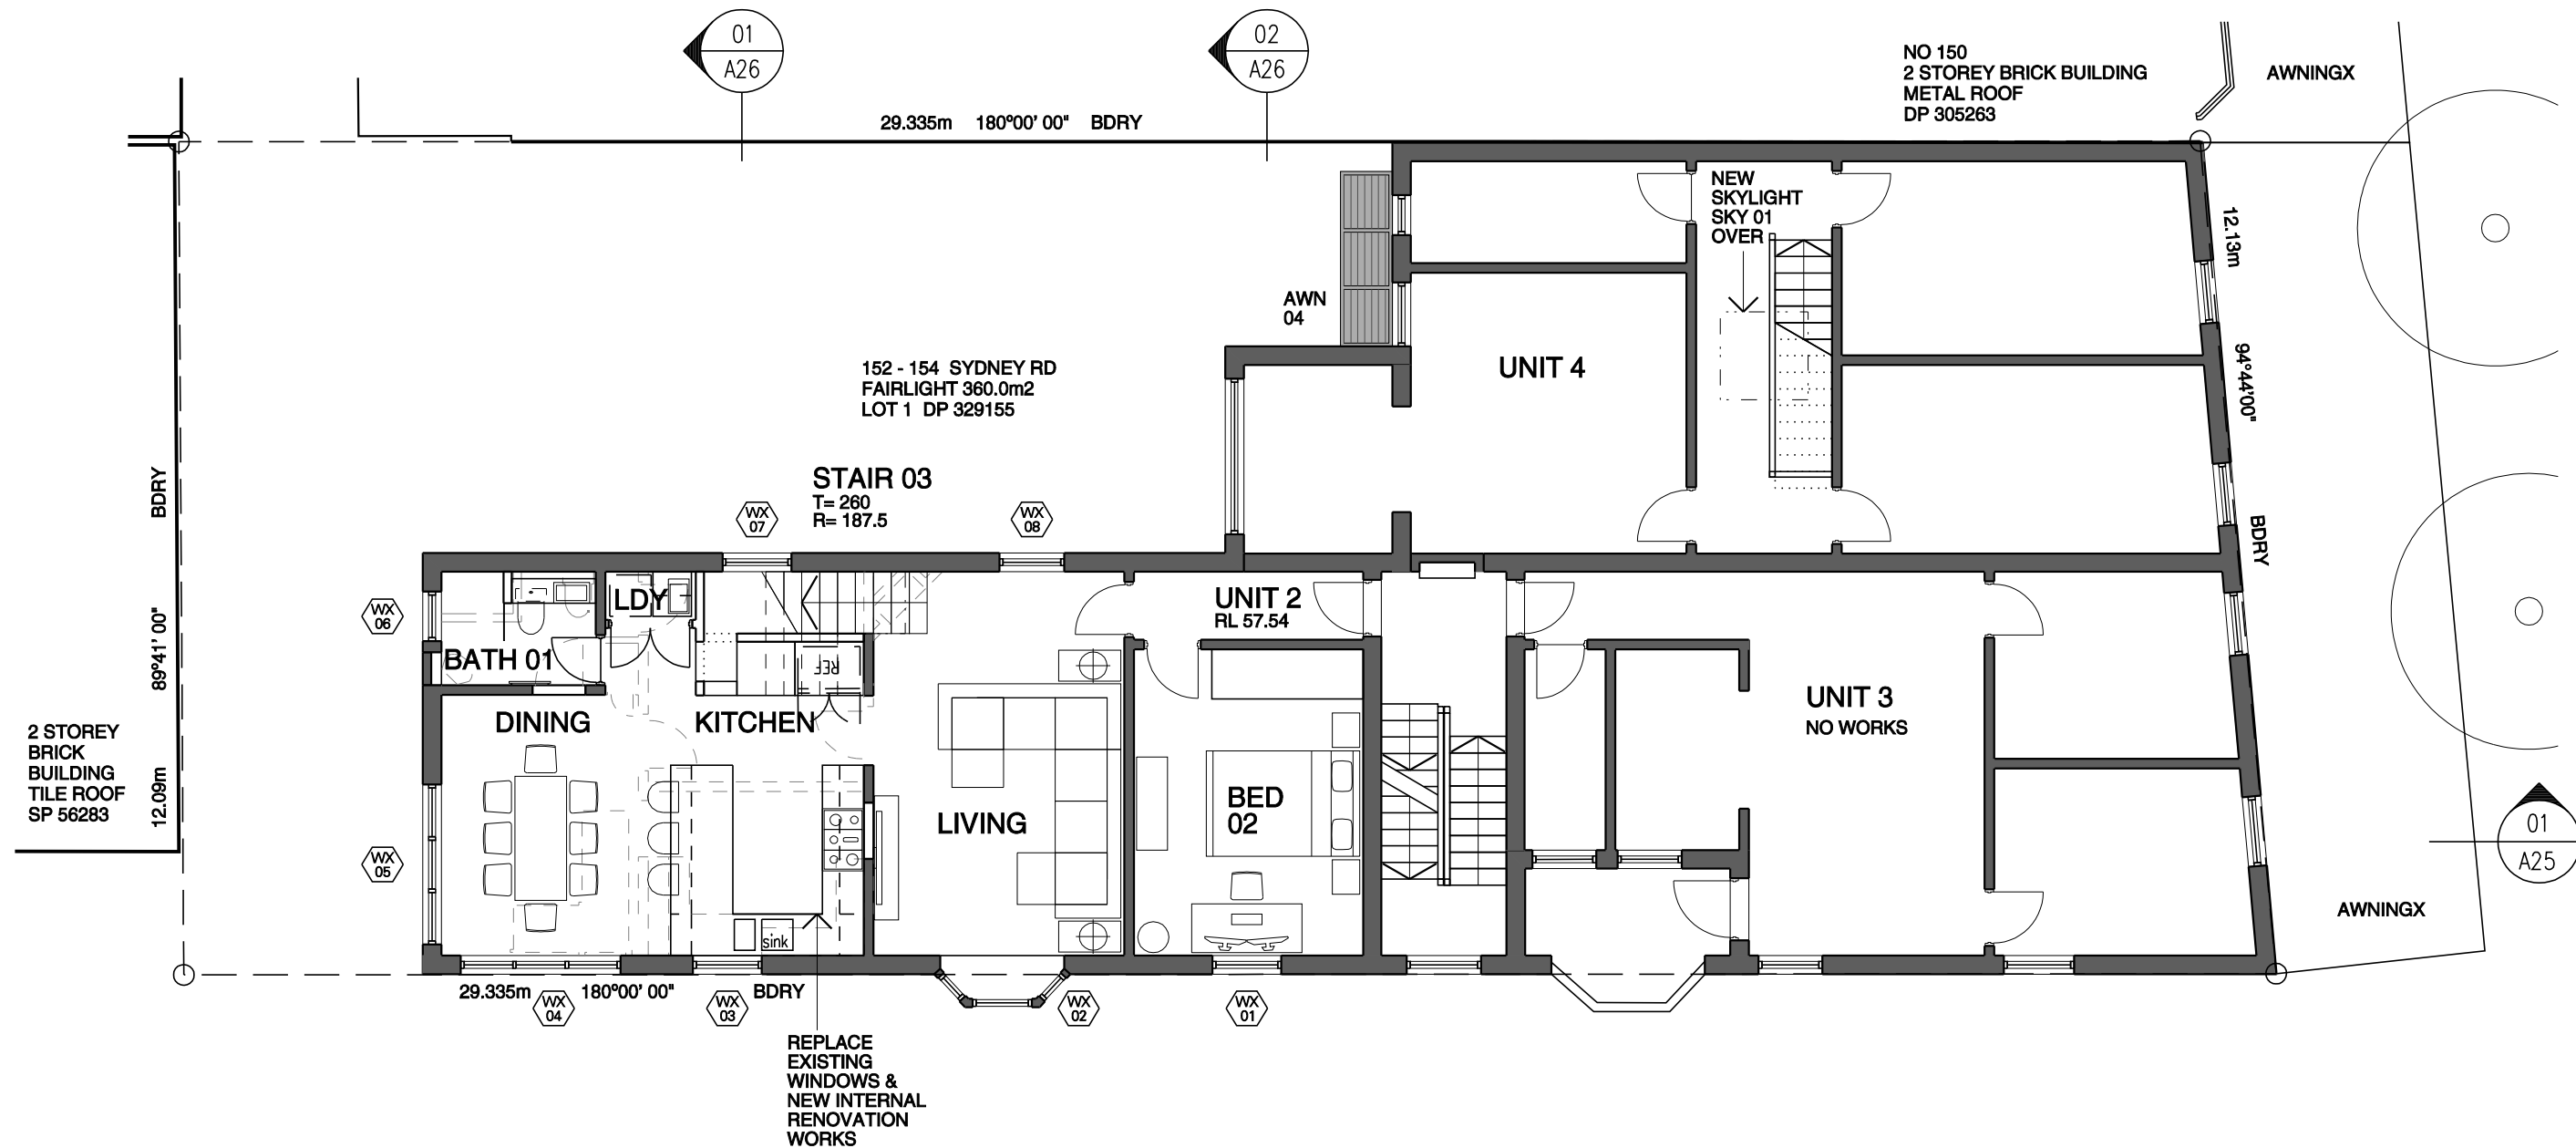 01
A26
02
A26
NO 150
2 STOREY BRICK BUILDING
METAL ROOF
DP 305263
AWNINGX
29.335m 180°00' 00" BDRY
NEW
SKYLIGHT
SKY 01
OVER
12.13m
94°44'00"
BDRY
AWN
04
UNIT 4
152 - 154 SYDNEY RD
FAIRLIGHT 360.0m2
LOT 1 DP 329155
STAIR 03
T= 260
R= 187.5
WX
07
WX
08
BDRY
89°41' 00"
12.09m
WX
06
LDY
UNIT 2
RL 57.54
BATH 01
REF
DINING
KITCHEN
UNIT 3
NO WORKS
2 STOREY
BRICK
BUILDING
TILE ROOF
SP 56283
WX
05
LIVING
BED
02
01
A25
AWNINGX
sink
29.335m 180°00' 00" BDRY
WX
04
WX
03
WX
02
WX
01
REPLACE
EXISTING
WINDOWS &
NEW INTERNAL
RENOVATION
WORKS